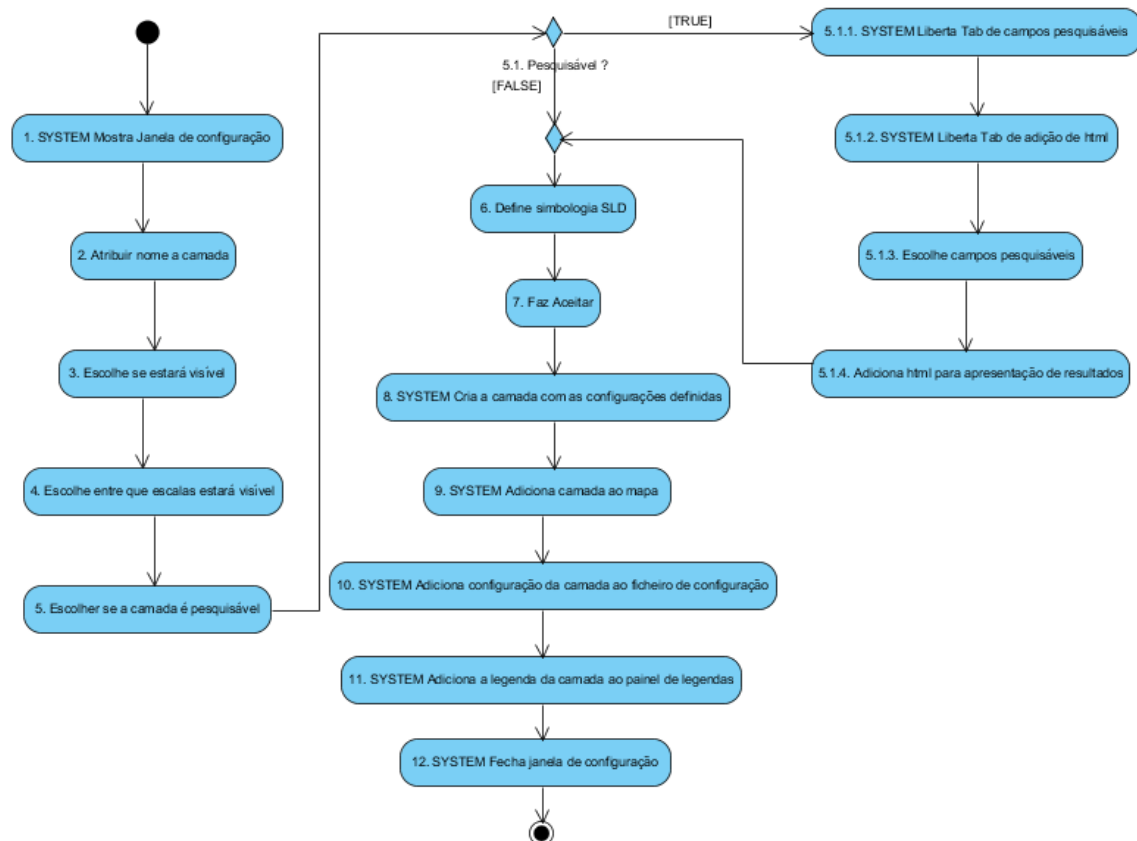 1. SYSTEM Mostra Janela de configuração
2. Atribuir nome a camada
3. Escolhe se estará visível
4. Escolhe entre que escalas estará visível
5. Escolher se a camada é pesquisável
5.1. Pesquisável ?
[TRUE]
[FALSE]
5.1.1. SYSTEM Liberta Tab de campos pesquisáveis
5.1.2. SYSTEM Liberta Tab de adição de html
5.1.3. Escolhe campos pesquisáveis
5.1.4. Adiciona html para apresentação de resultados
6. Define simbologia SLD
7. Faz Aceitar
8. SYSTEM Cria a camada com as configurações definidas
9. SYSTEM Adiciona camada ao mapa
10. SYSTEM Adiciona configuração da camada ao ficheiro de configuração
11. SYSTEM Adiciona a legenda da camada ao painel de legendas
12. SYSTEM Fecha janela de configuração